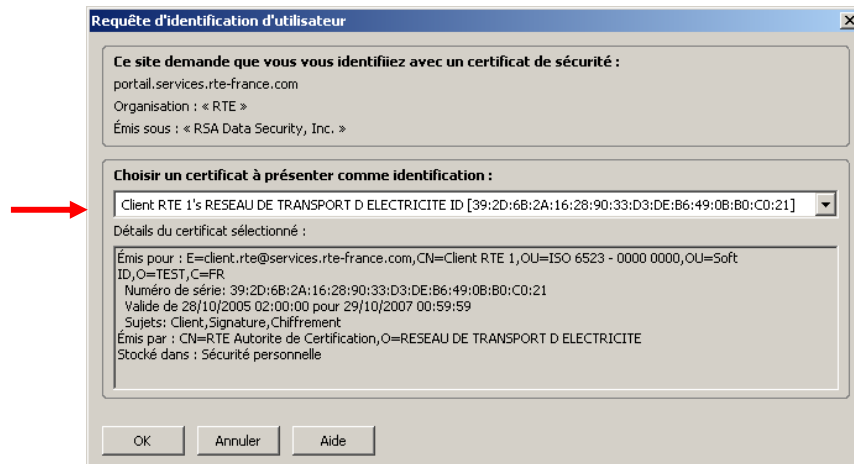 Requête d'identification d'utilisateur
Ce site demande que vous vous identifiiez avec un certificat de sécurité :
portail.services.rte-france.com
Organisation : « RTE »
Émis sous : « RSA Data Security, Inc. »
Choisir un certificat à présenter comme identification :
Client RTE 1's RESEAU DE TRANSPORT D ELECTRICITE ID [39:2D:6B:2A:16:28:90:33:D3:DE:B6:49:0B:B0:C0:21]
Détails du certificat sélectionné :
Émis pour : E=client.rte@services.rte-france.com,CN=Client RTE 1,OU=ISO 6523 - 0000 0000,OU=Soft
ID,O=TEST,C=FR
Numéro de série: 39:2D:6B:2A:16:28:90:33:D3:DE:B6:49:0B:B0:C0:21
Valide de 28/10/2005 02:00:00 pour 29/10/2007 00:59:59
Sujets: Client,Signature,Chiffrement
Émis par : CN=RTE Autorite de Certification,O=RESEAU DE TRANSPORT D ELECTRICITE
Stocké dans : Sécurité personnelle
OK Annuler Aide